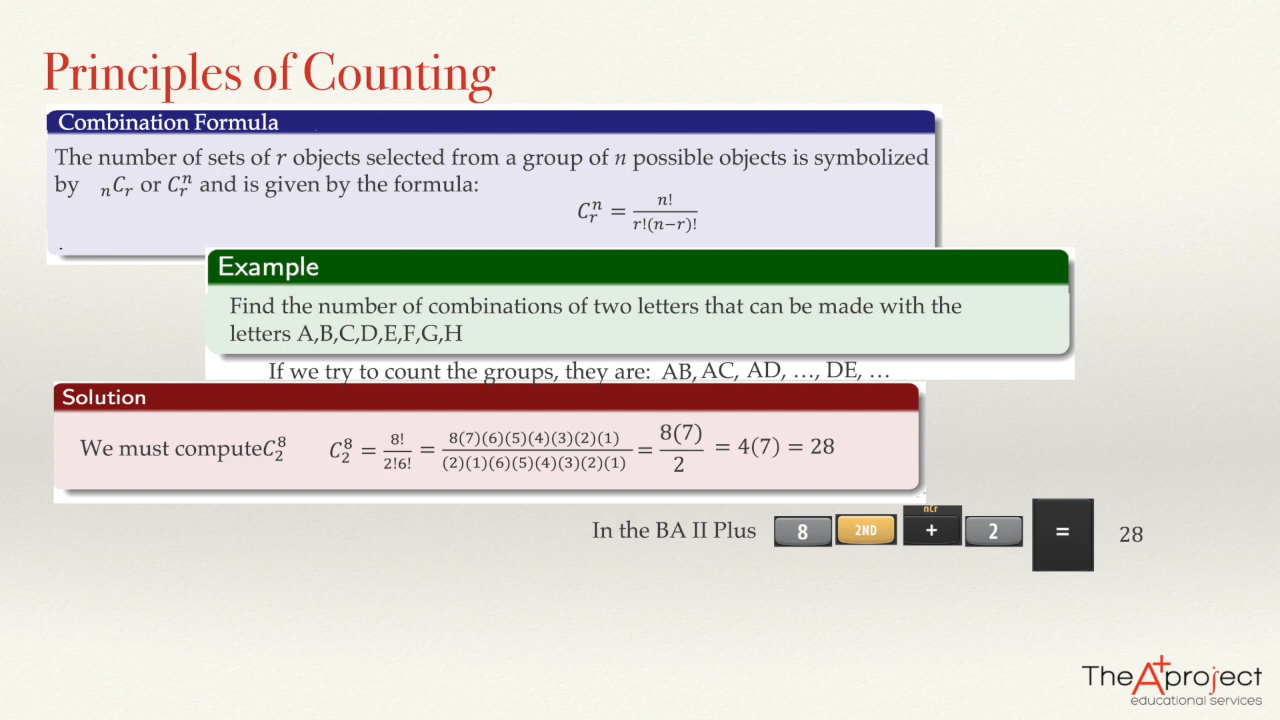 Principles of Counting
Combination Formula
The number of sets of 𝑟 objects selected from a group of 𝑛 possible objects is symbolized
by ₙ𝐶ᵣ or 𝐶ᵣⁿ and is given by the formula:
𝐶ᵣⁿ = 𝑛! / 𝑟!(𝑛−𝑟)!
.
Example
Find the number of combinations of two letters that can be made with the
letters A,B,C,D,E,F,G,H
If we try to count the groups, they are: AB, AC, AD, …, DE, …
Solution
We must compute𝐶₂⁸ 𝐶₂⁸ = 8! / 2!6! = 8(7)(6)(5)(4)(3)(2)(1) / (2)(1)(6)(5)(4)(3)(2)(1) = 8(7) / 2 = 4(7) = 28
In the BA II Plus 8 2ND nCr + 2 = 28
The A+ project
educational services